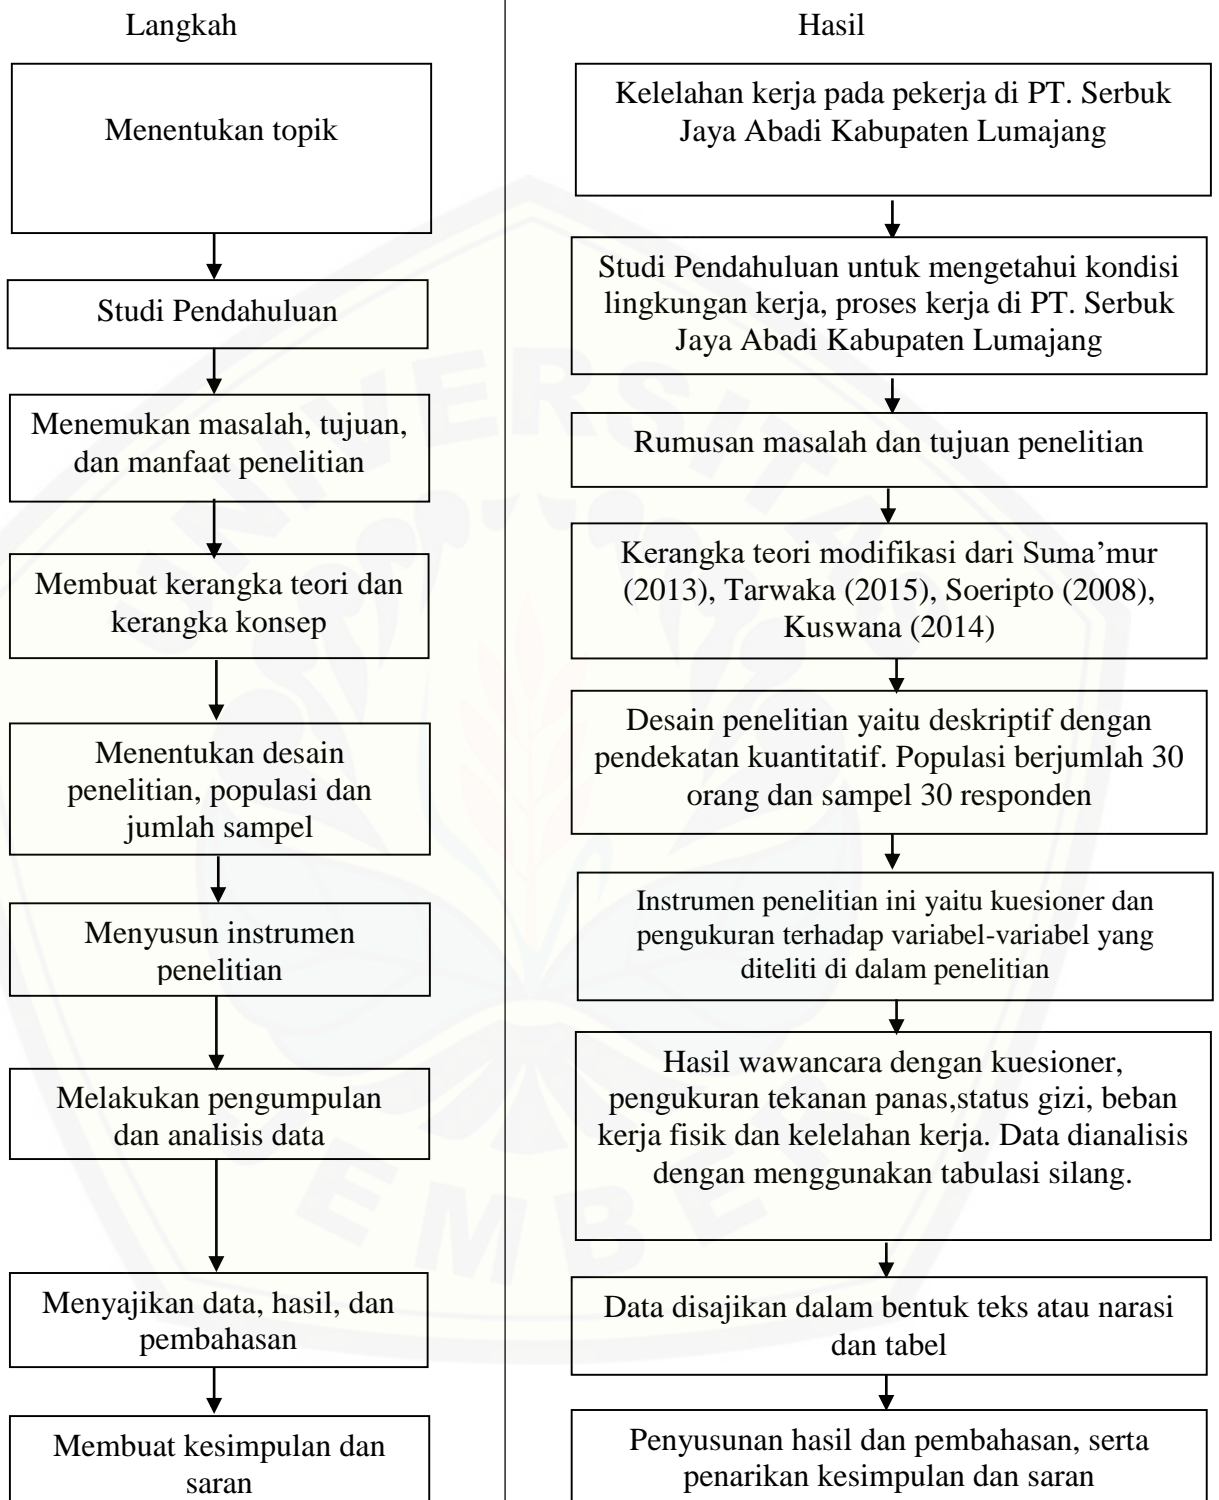 Langkah
Hasil
Menentukan topik
Kelelahan kerja pada pekerja di PT. Serbuk
Jaya Abadi Kabupaten Lumajang
Studi Pendahuluan
Studi Pendahuluan untuk mengetahui kondisi
lingkungan kerja, proses kerja di PT. Serbuk
Jaya Abadi Kabupaten Lumajang
Menemukan masalah, tujuan,
dan manfaat penelitian
Rumusan masalah dan tujuan penelitian
Membuat kerangka teori dan
kerangka konsep
Kerangka teori modifikasi dari Suma’mur
(2013), Tarwaka (2015), Soeripto (2008),
Kuswana (2014)
Menentukan desain
penelitian, populasi dan
jumlah sampel
Desain penelitian yaitu deskriptif dengan
pendekatan kuantitatif. Populasi berjumlah 30
orang dan sampel 30 responden
Menyusun instrumen
penelitian
Instrumen penelitian ini yaitu kuesioner dan
pengukuran terhadap variabel-variabel yang
diteliti di dalam penelitian
Melakukan pengumpulan
dan analisis data
Hasil wawancara dengan kuesioner,
pengukuran tekanan panas,status gizi, beban
kerja fisik dan kelelahan kerja. Data dianalisis
dengan menggunakan tabulasi silang.
Menyajikan data, hasil, dan
pembahasan
Data disajikan dalam bentuk teks atau narasi
dan tabel
Membuat kesimpulan dan
saran
Penyusunan hasil dan pembahasan, serta
penarikan kesimpulan dan saran
UNIVERSITAS
JEMBER